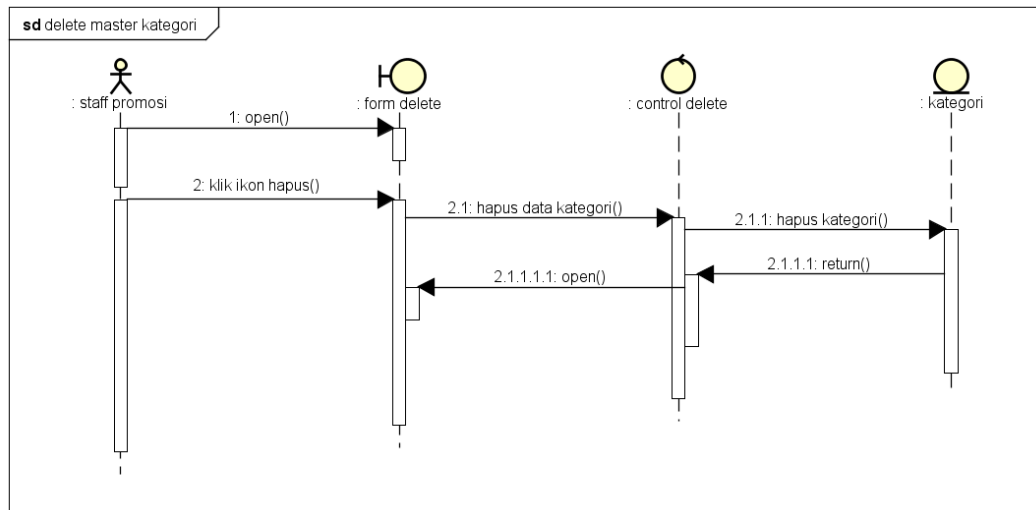 sd delete master kategori
: staff promosi
: form delete
: control delete
: kategori
1: open()
2: klik ikon hapus()
2.1: hapus data kategori()
2.1.1: hapus kategori()
2.1.1.1: return()
2.1.1.1.1: open()